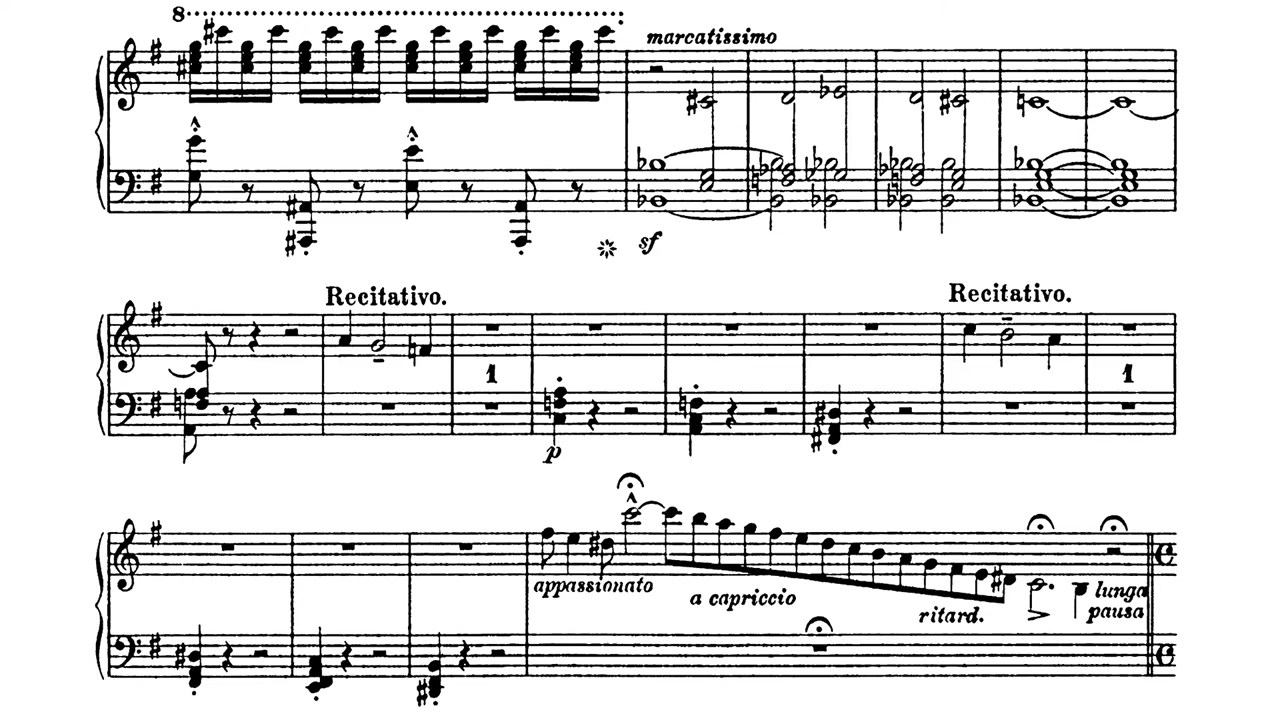 8
marcatissimo
sf
Recitativo.
Recitativo.
1
1
p
appassionato
a capriccio
ritard.
lunga
pausa